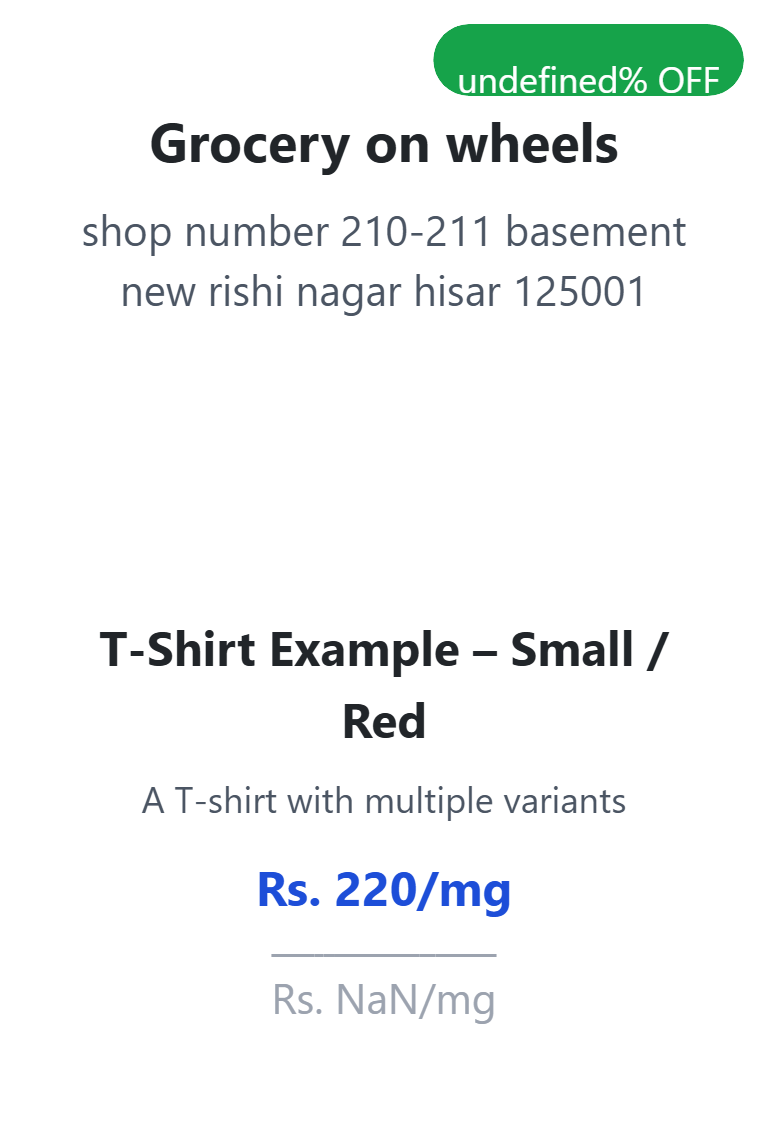 undefined% OFF
Grocery on wheels
shop number 210-211 basement
new rishi nagar hisar 125001
T-Shirt Example – Small /
Red
A T-shirt with multiple variants
Rs. 220/mg
Rs. NaN/mg